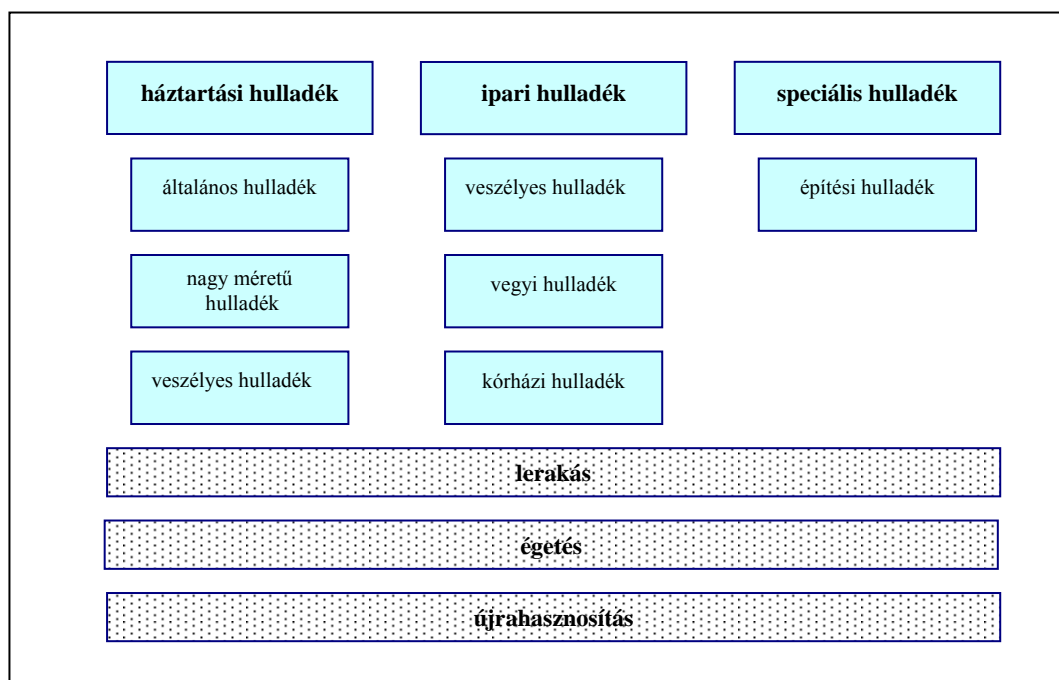 háztartási hulladék
ipari hulladék
speciális hulladék
általános hulladék
veszélyes hulladék
építési hulladék
nagy méretű
hulladék
vegyi hulladék
veszélyes hulladék
kórházi hulladék
lerakás
égetés
újrahasznosítás